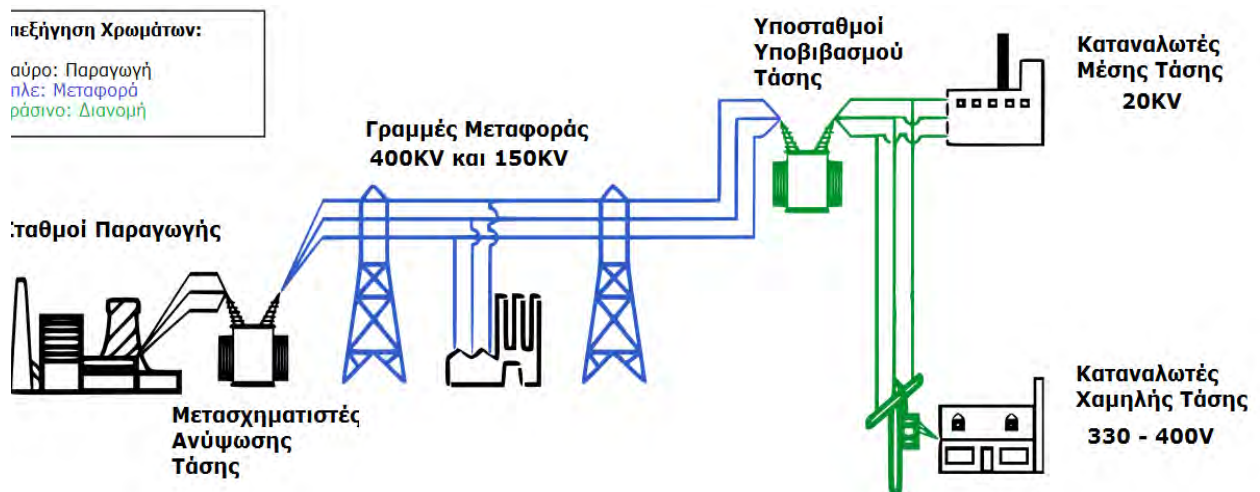 πεξήγηση Χρωμάτων:
αύρο: Παραγωγή
πλε: Μεταφορά
ράσινο: Διανομή
Υποσταθμοί
Υποβιβασμού
Τάσης
Καταναλωτές
Μέσης Τάσης
20KV
Γραμμές Μεταφοράς
400KV και 150KV
ταθμοί Παραγωγής
Μετασχηματιστές
Ανύψωσης
Τάσης
Καταναλωτές
Χαμηλής Τάσης
330 - 400V